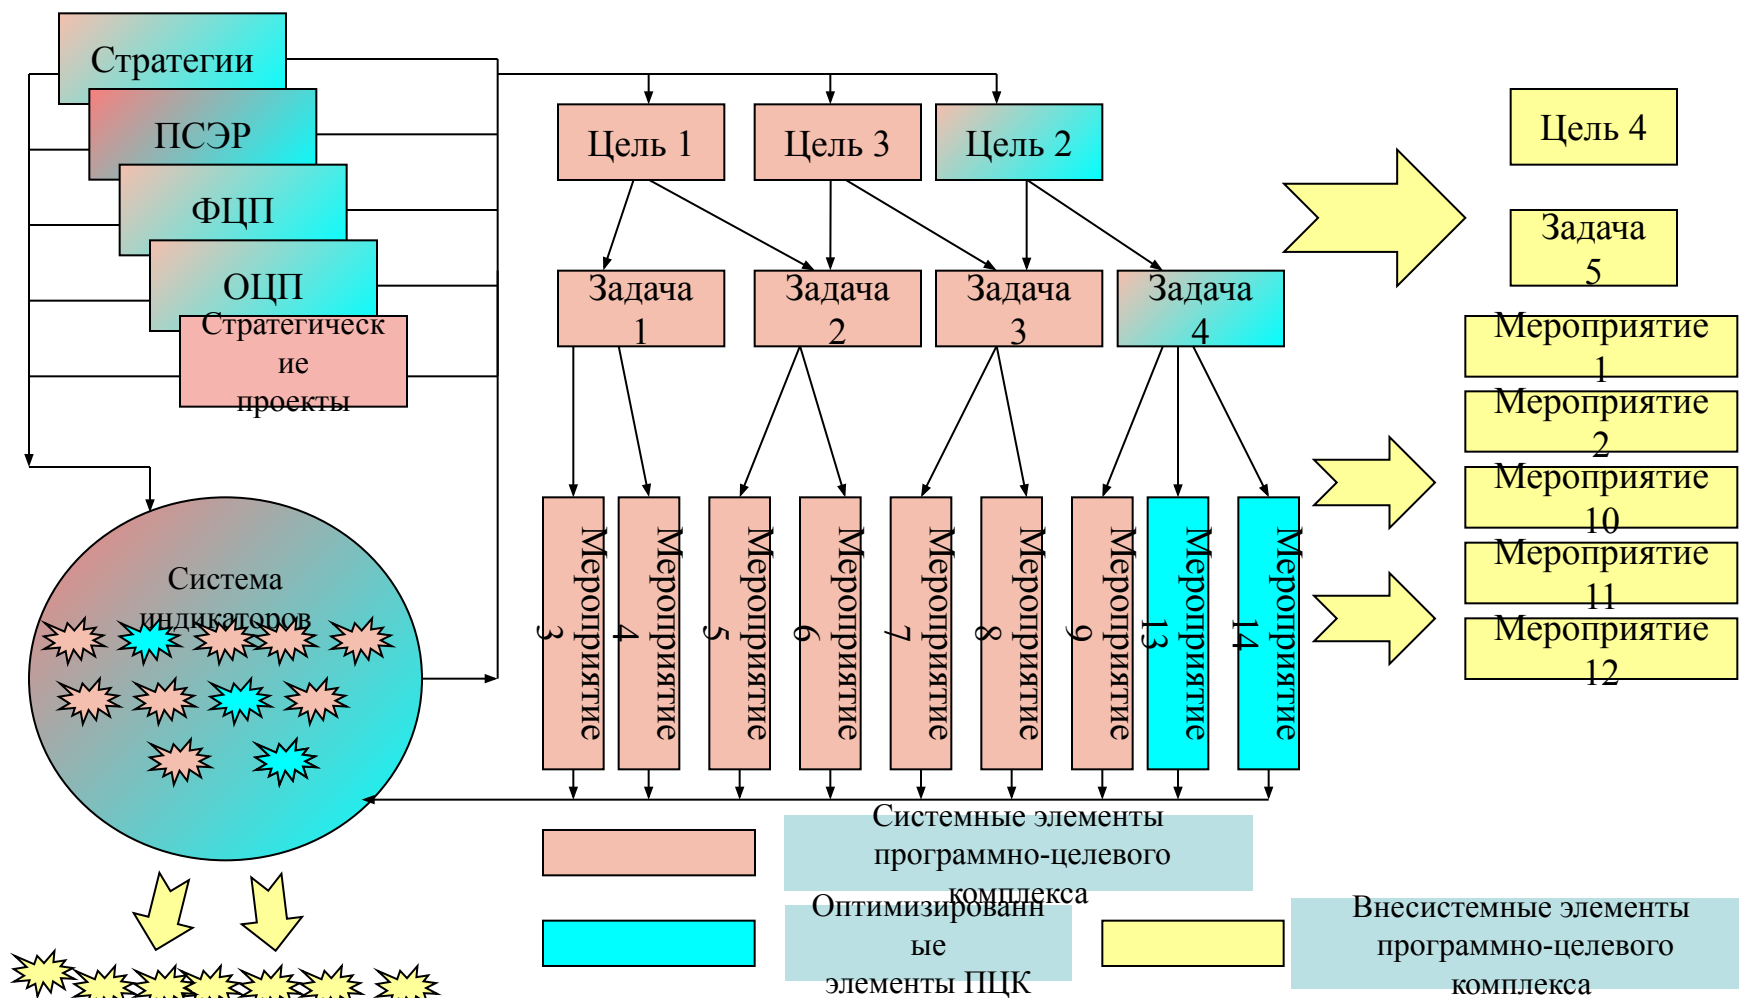 Стратегии
ПСЭР
ФЦП
ОЦП
Стратегическ
ие
проекты
Цель 1
Цель 3
Цель 2
Задача
1
Задача
2
Задача
3
Задача
4
Мероприятие
3
Мероприятие
4
Мероприятие
5
Мероприятие
6
Мероприятие
7
Мероприятие
8
Мероприятие
9
Мероприятие
13
Мероприятие
14
Цель 4
Задача
5
Мероприятие
1
Мероприятие
2
Мероприятие
10
Мероприятие
11
Мероприятие
12
Система
индикаторов
Системные элементы
программно-целевого
комплекса
Оптимизированн
ые
элементы ПЦК
Внесистемные элементы
программно-целевого
комплекса